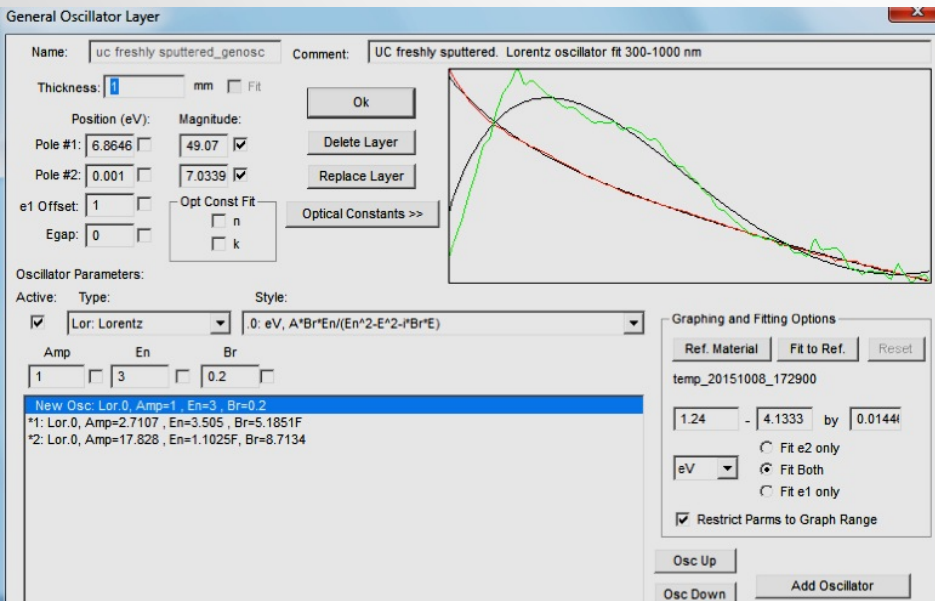 General Oscillator Layer
Name: uc freshly sputtered_genosc Comment: UC freshly sputtered. Lorentz oscillator fit 300-1000 nm
Thickness: 1 mm Fit
Ok
Position (eV): Magnitude:
Pole #1: 6.8646 49.07 Delete Layer
Pole #2: 0.001 7.0339 Replace Layer
e1 Offset: 1 Opt Const Fit
n
Optical Constants >>
Egap: 0
k
Oscillator Parameters:
Active: Type: Style:
Lor: Lorentz .0: eV, A*Br*En/(En^2-E^2-i*Br*E)
Amp En Br
1 3 0.2
New Osc: Lor.0, Amp=1 , En=3 , Br=0.2
*1: Lor.0, Amp=2.7107 , En=3.505 , Br=5.1851F
*2: Lor.0, Amp=17.828 , En=1.1025F, Br=8.7134
Graphing and Fitting Options
Ref. Material Fit to Ref. Reset
temp_20151008_172900
1.24 - 4.1333 by
Fit e2 only
eV Fit Both
Fit e1 only
Restrict Parms to Graph Range
Osc Up
Osc Down Add Oscillator